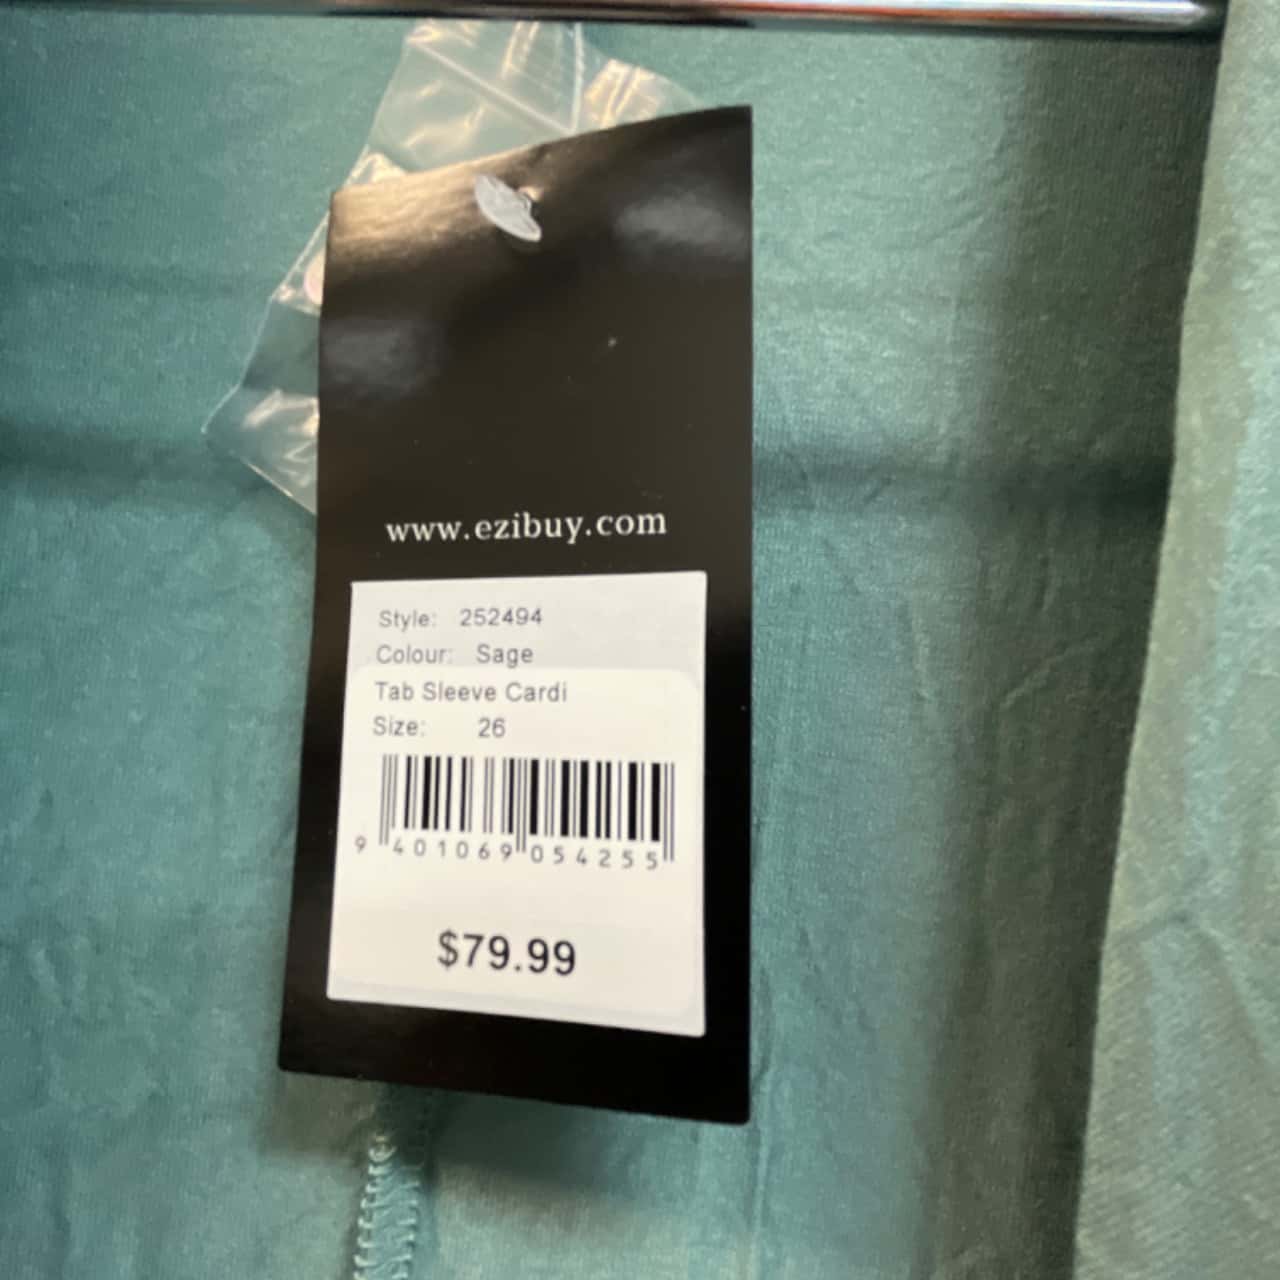 www.ezibuy.com
Style: 252494
Colour: Sage
Tab Sleeve Cardi
Size: 26
9 401069 054255
$79.99